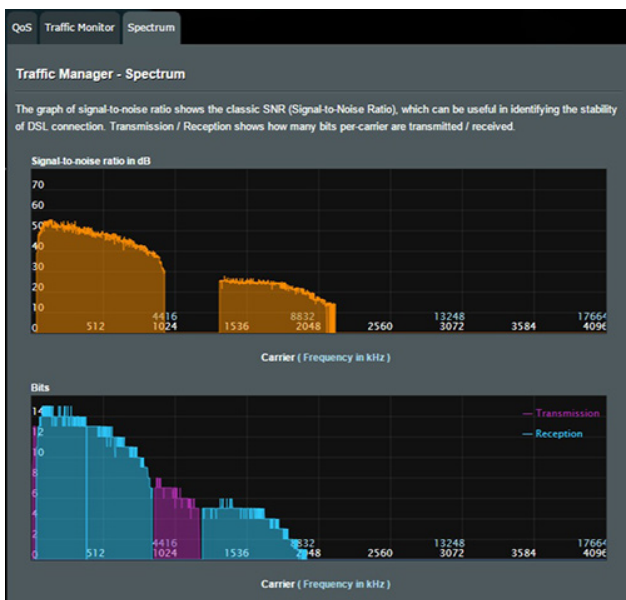 QoS Traffic Monitor Spectrum
Traffic Manager - Spectrum
The graph of signal-to-noise ratio shows the classic SNR (Signal-to-Noise Ratio), which can be useful in identifying the stability
of DSL connection. Transmission / Reception shows how many bits per-carrier are transmitted / received.
Signal-to-noise ratio in dB
70
60
50
40
30
20
10
4416 8832 13248 17664
0 512 1024 1536 2048 2560 3072 3584 4096
Carrier ( Frequency in kHz )
Bits
14
— Transmission
12
— Reception
10
8
6
4
2
4416 8832 13248 17664
0 512 1024 1536 2048 2560 3072 3584 4096
Carrier ( Frequency in kHz )